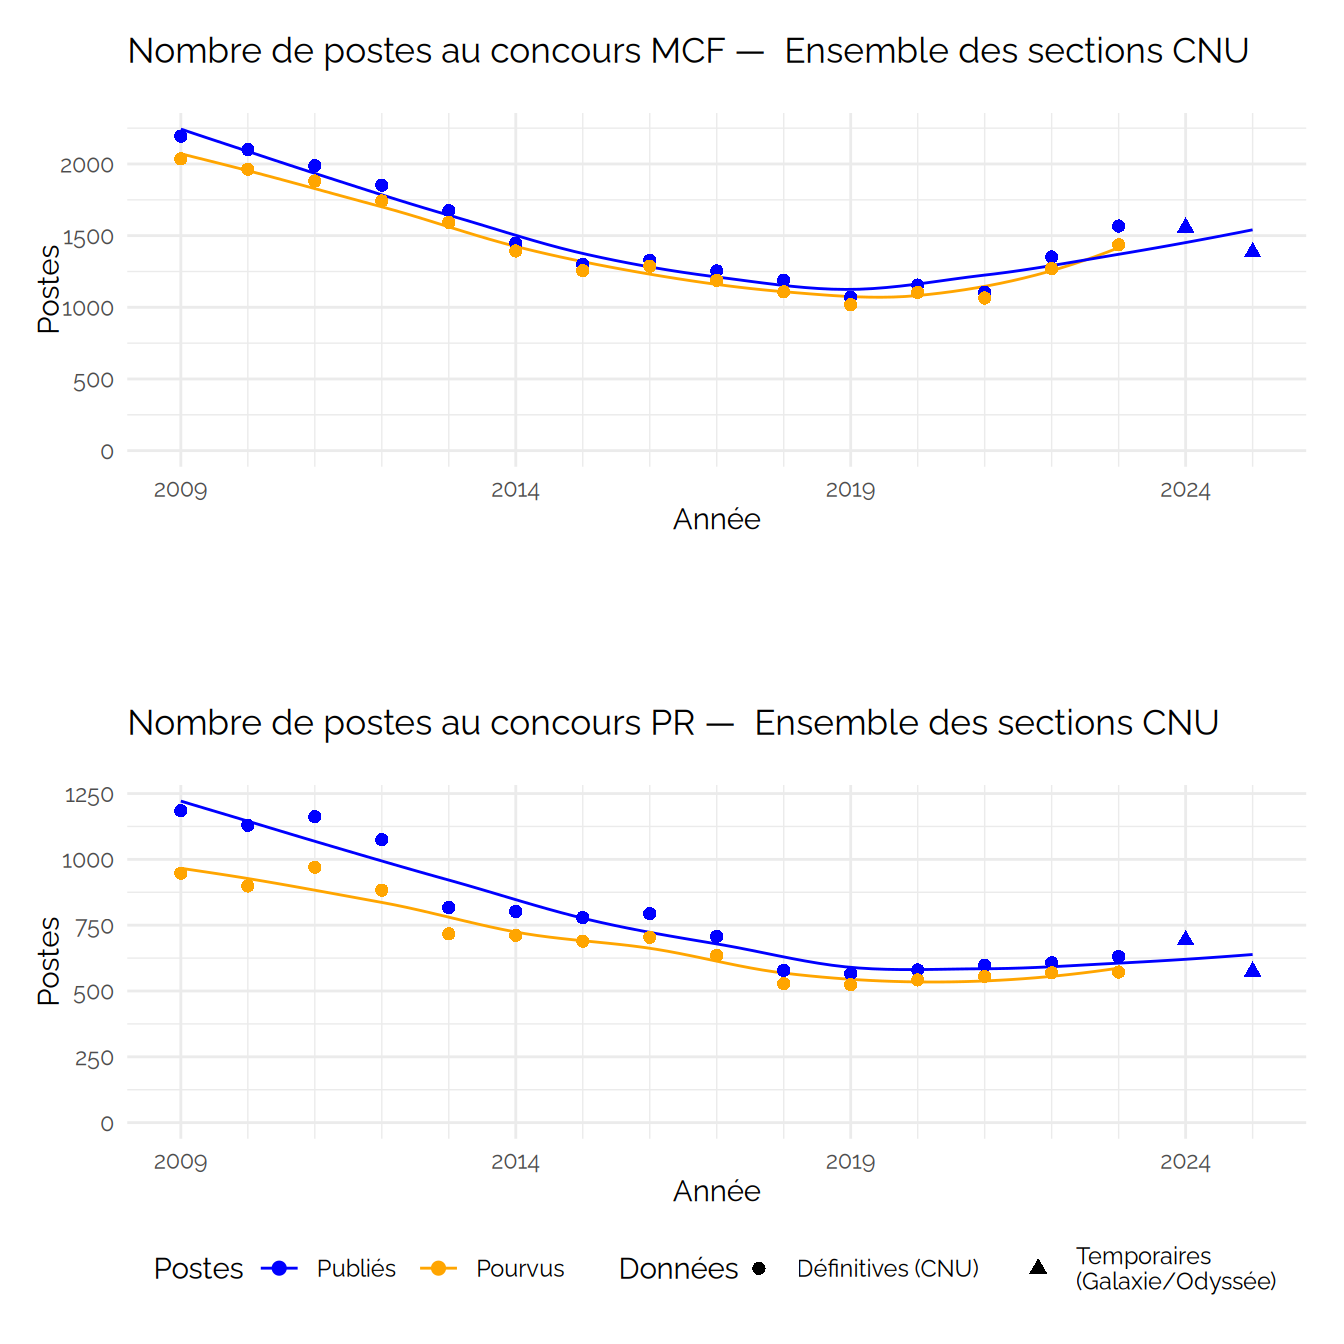 Nombre de postes au concours MCF — Ensemble des sections CNU
2000
1500
1000
500
0
Postes
2009 2014 2019 2024
Année
Nombre de postes au concours PR — Ensemble des sections CNU
1250
1000
750
500
250
0
Postes
2009 2014 2019 2024
Année
Postes Publiés Pourvus Données Définitives (CNU) Temporaires
(Galaxie/Odyssée)